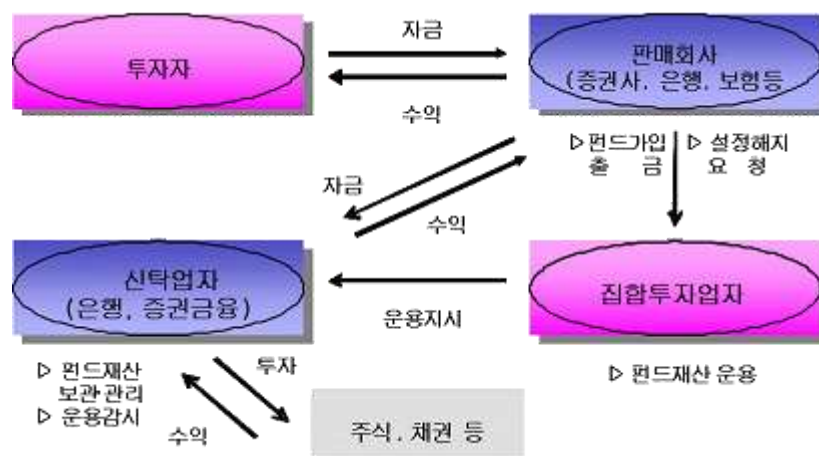 투자자
자금
수익
판매회사
(증권사, 은행, 보험등
▷펀드가입
출 금
▷ 설정해지
요 청
자금
수익
신탁업자
(은행, 증권금융)
운용지시
집합투자업자
▷ 펀드재산
보관관리
▷ 운용감시
투자
수익
▷ 펀드재산 운용
주식, 채권 등